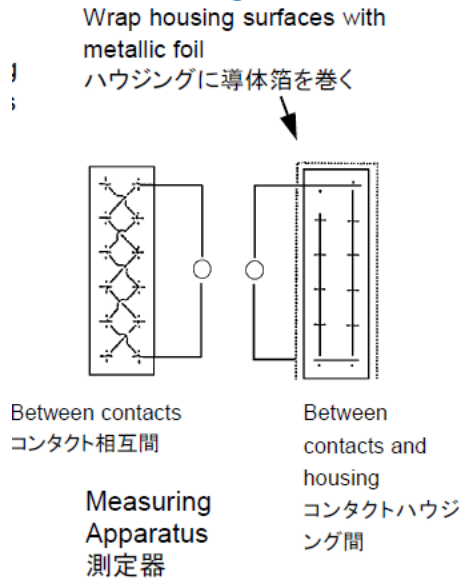 Wrap housing surfaces with
metallic foil
ハウジングに導体箔を巻く
Between contacts
コンタクト相互間
Between
contacts and
housing
コンタクトハウジ
ング間
Measuring
Apparatus
測定器